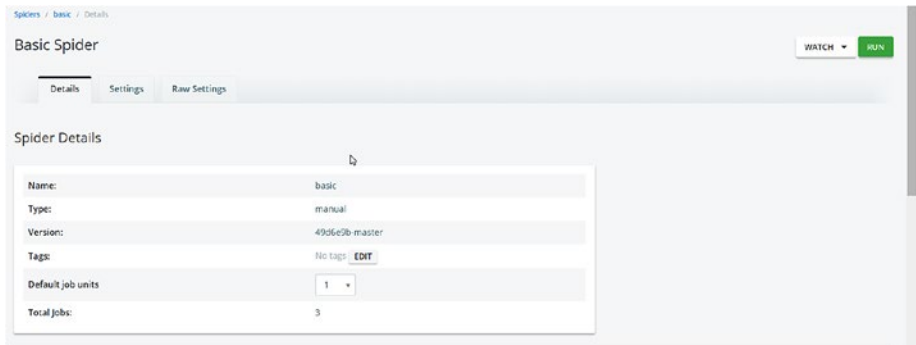 Spiders / basic / Details
Basic Spider
WATCH RUN
Details Settings Raw Settings
Spider Details
Name: basic
Type: manual
Version: 49d6e9b-master
Tags: No tags EDIT
Default job units 1
Total Jobs: 3